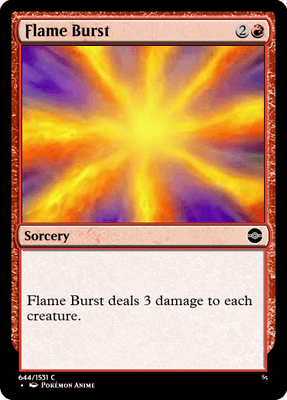 Flame Burst 2
Sorcery
Flame Burst deals 3 damage to each
creature.
644/1531 C
Pokémon Anime